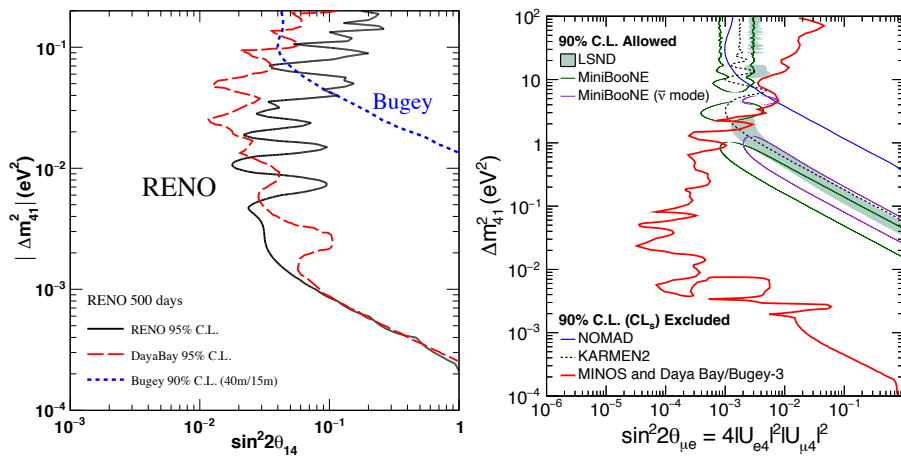 10⁻¹
10⁻²
10⁻³
10⁻⁴
| Δm²₄₁ | (eV²)
Bugey
RENO
RENO 500 days
RENO 95% C.L.
DayaBay 95% C.L.
Bugey 90% C.L. (40m/15m)
10⁻³ 10⁻² 10⁻¹ 1
sin²2θ₁₄
10²
10
1
10⁻¹
10⁻²
10⁻³
10⁻⁴
Δm²₄₁ (eV²)
90% C.L. Allowed
LSND
MiniBooNE
MiniBooNE (ν̅ mode)
90% C.L. (CLₛ) Excluded
NOMAD
KARMEN2
MINOS and Daya Bay/Bugey-3
10⁻⁶ 10⁻⁵ 10⁻⁴ 10⁻³ 10⁻² 10⁻¹
sin²2θμe = 4|Ue4|²|Uμ4|²